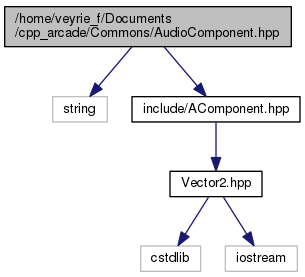 /home/veyrie_f/Documents
/cpp_arcade/Commons/AudioComponent.hpp
string
include/AComponent.hpp
Vector2.hpp
cstdlib
iostream